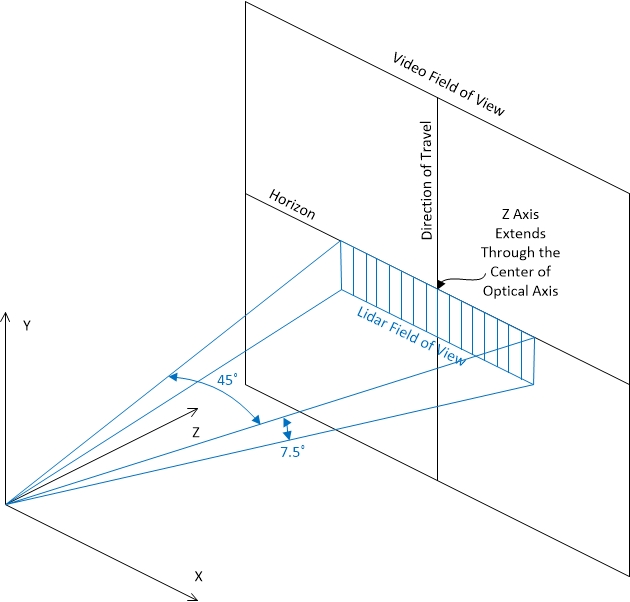 Video Field of View
Direction of Travel
Horizon
Z Axis
Extends
Through the
Center of
Optical Axis
Lidar Field of View
Y
45°
Z
7.5°
X